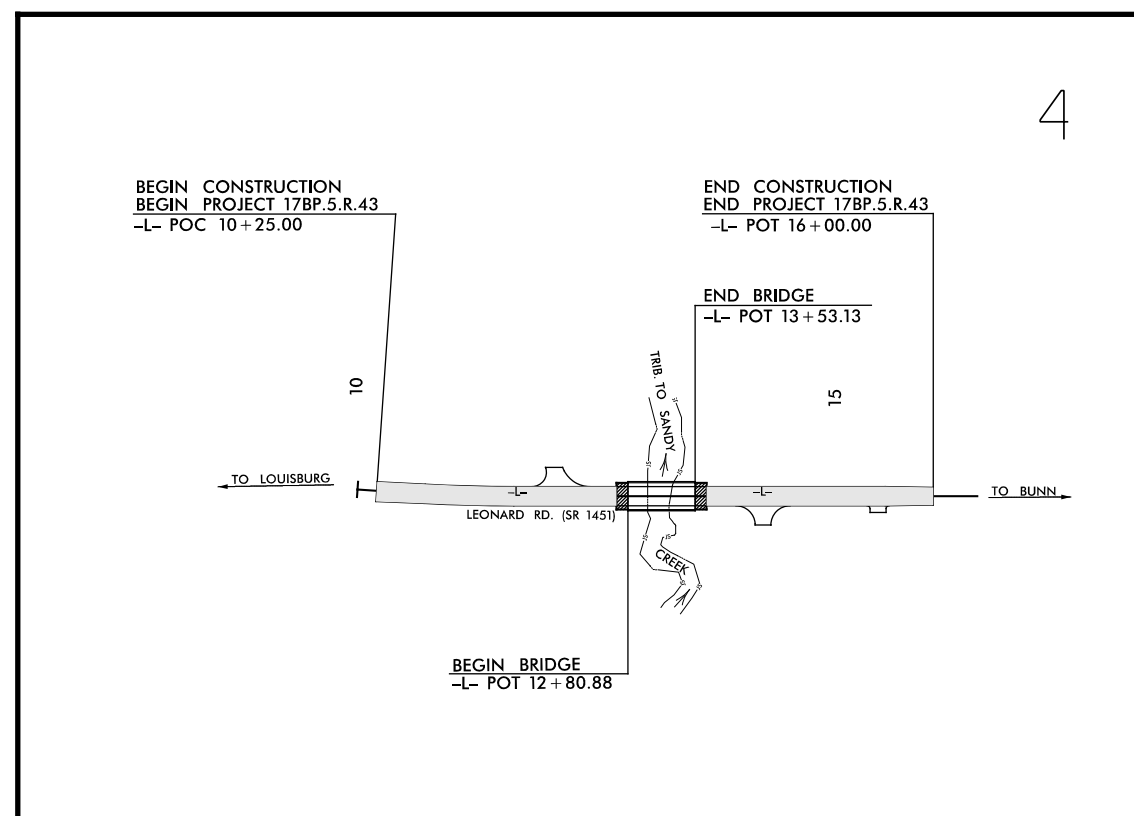 4
BEGIN CONSTRUCTION
BEGIN PROJECT 17BP.5.R.43
-L- POC 10+25.00
END CONSTRUCTION
END PROJECT 17BP.5.R.43
-L- POT 16+00.00
END BRIDGE
-L- POT 13+53.13
TRIB. TO SANDY
10
15
TO LOUISBURG
-L-
-L-
TO BUNN
LEONARD RD. (SR 1451)
CREEK
BEGIN BRIDGE
-L- POT 12+80.88